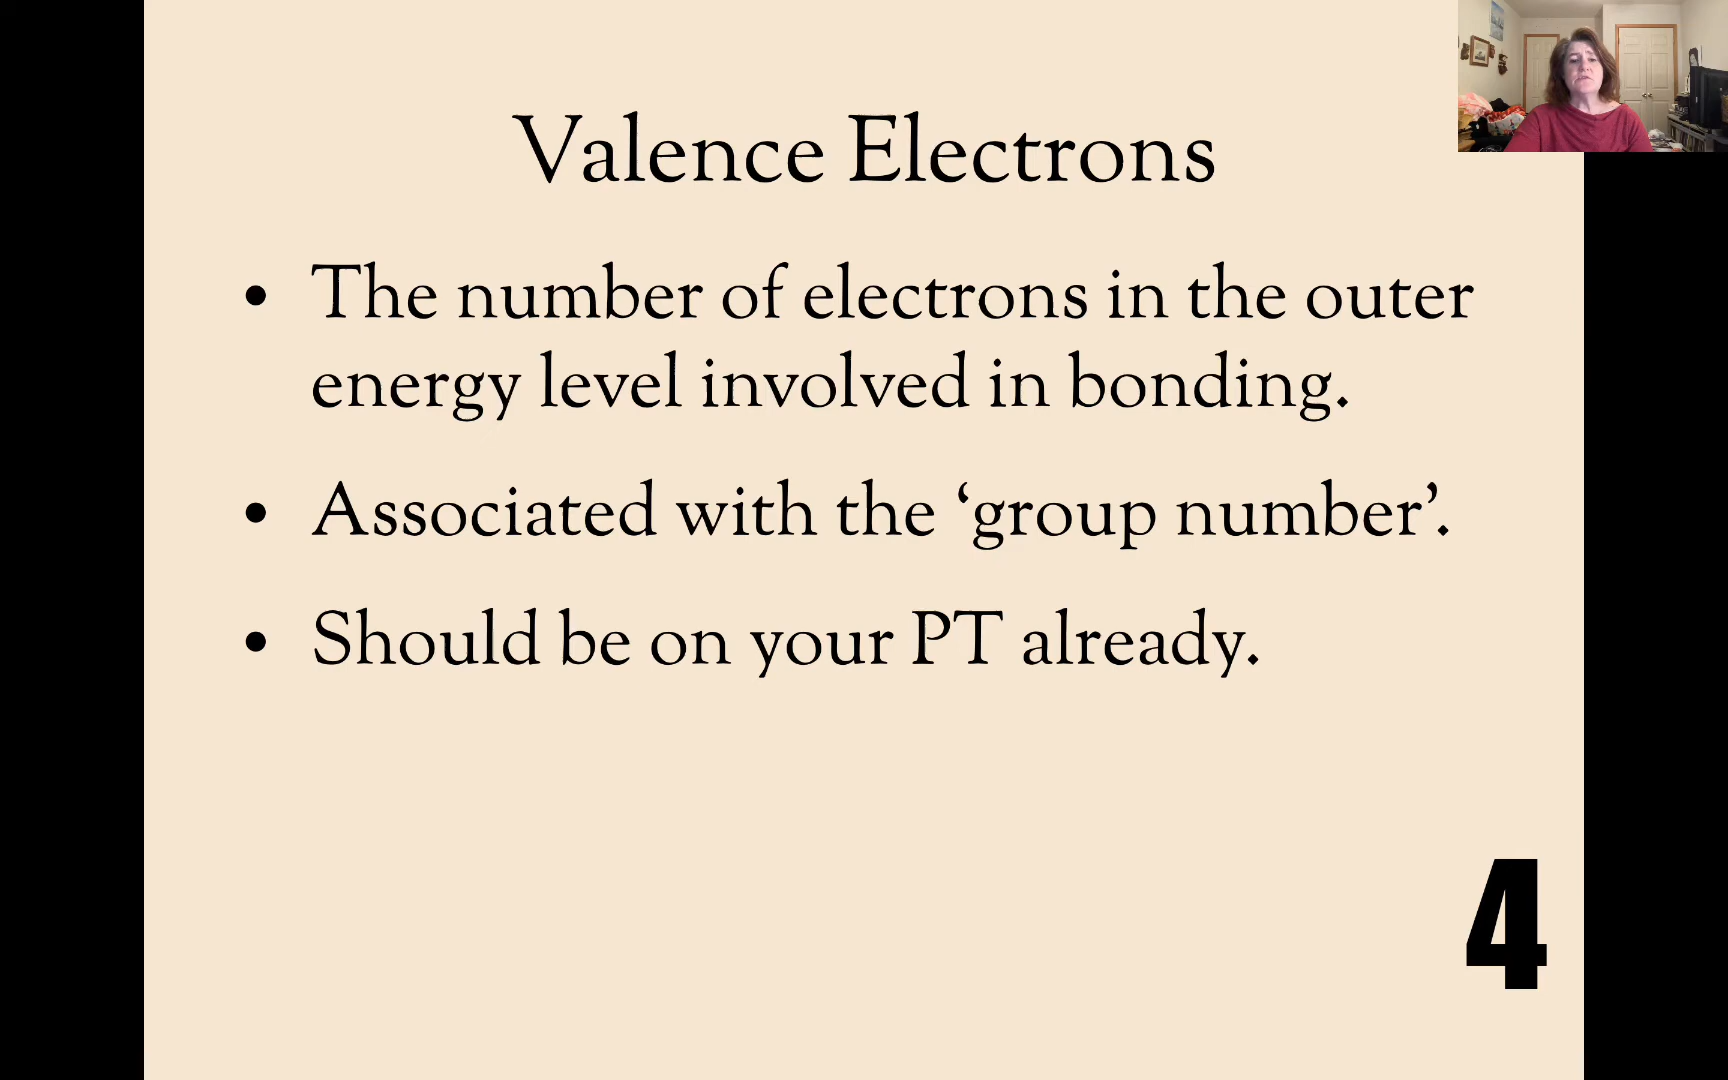 Valence Electrons
• The number of electrons in the outer
energy level involved in bonding.
• Associated with the ‘group number’.
• Should be on your PT already.
4